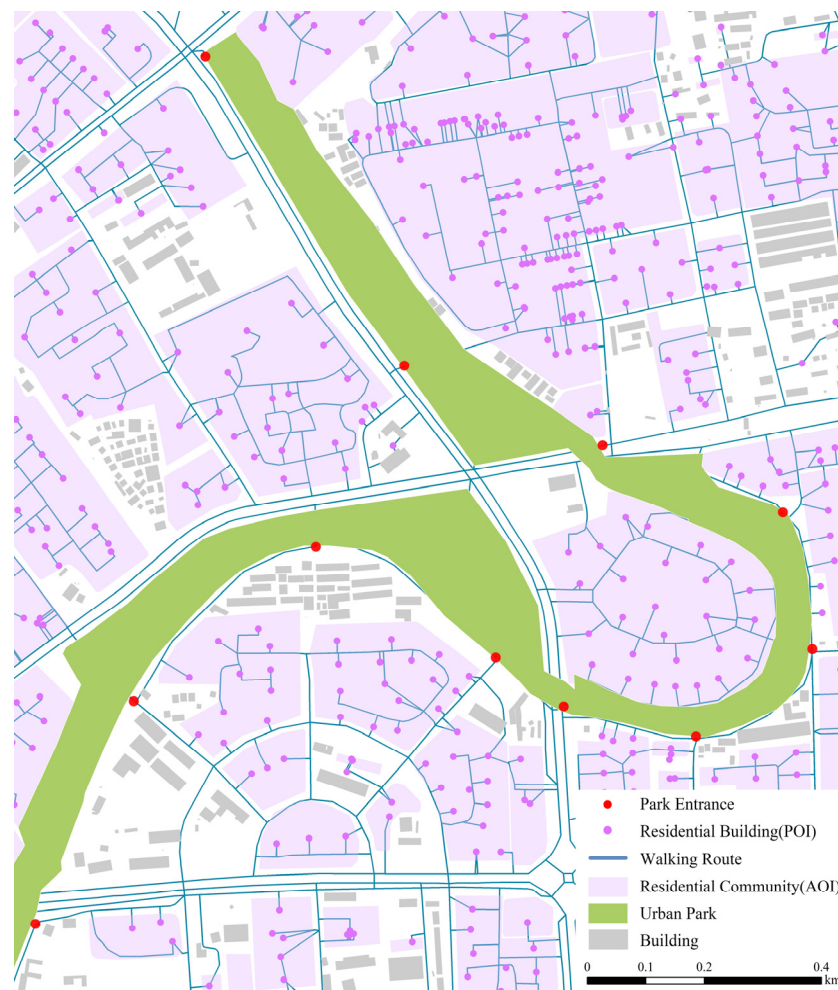 Park Entrance
Residential Building(POI)
Walking Route
Residential Community(AOI)
Urban Park
Building
0 0.1 0.2 0.4
km